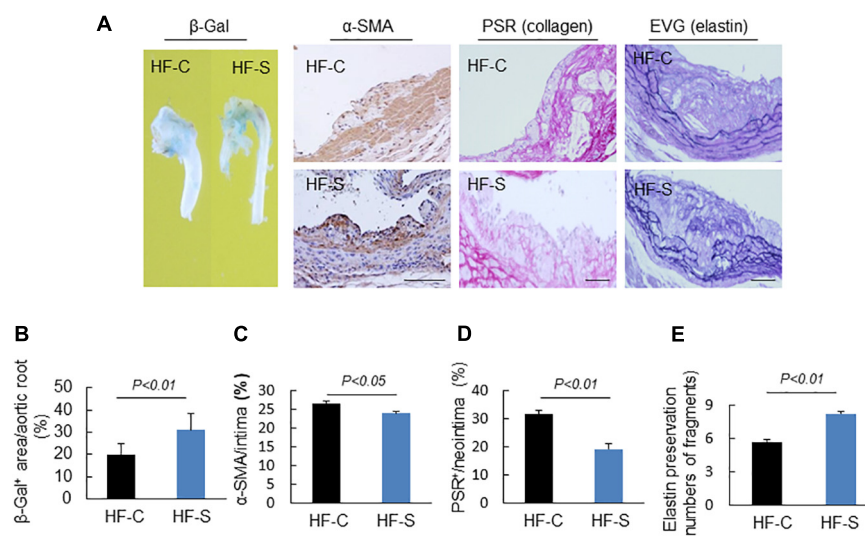 A
β-Gal
α-SMA
PSR (collagen)
EVG (elastin)
HF-C
HF-S
HF-C
HF-C
HF-C
HF-S
HF-S
HF-S
B
C
D
E
β-Gal⁺ area/aortic root
(%)
50
40
30
20
10
0
P<0.01
HF-C
HF-S
α-SMA/intima (%)
30
25
20
15
10
5
0
P<0.05
HF-C
HF-S
PSR⁺/neointima (%)
40
30
20
10
0
P<0.01
HF-C
HF-S
Elastin preservation
numbers of fragments)
9
6
3
0
P<0.01
HF-C
HF-S